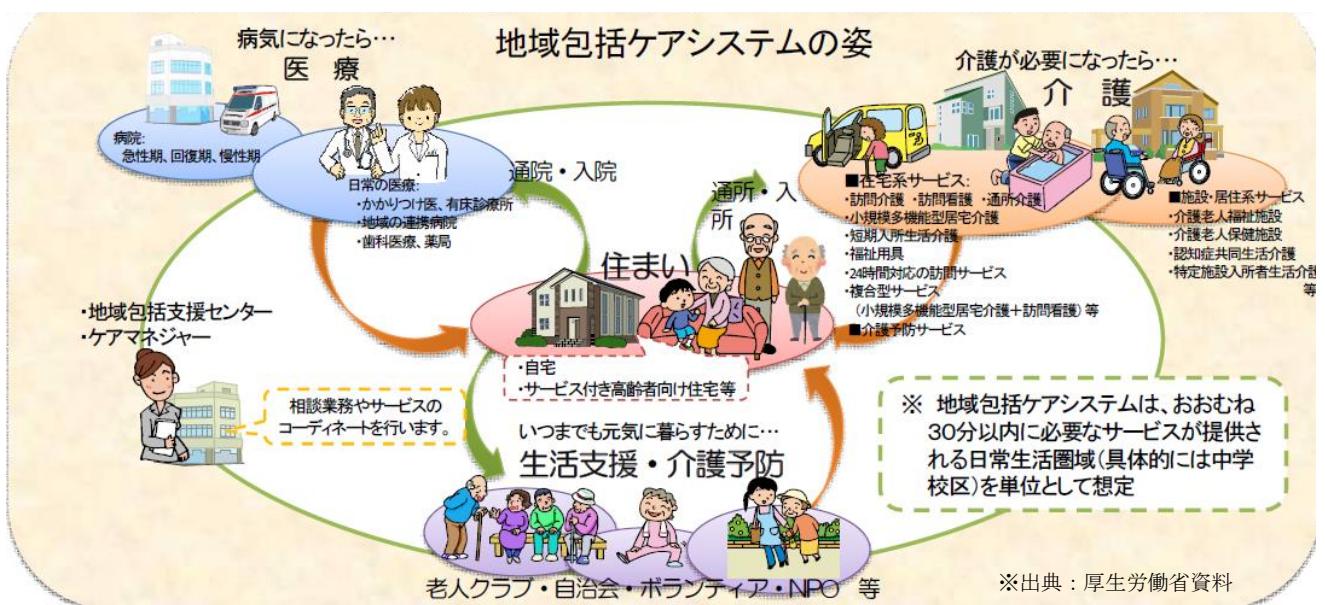 地域包括ケアシステムの姿
病気になったら…
医 療
病院:
急性期、回復期、慢性期
日常の医療:
・かかりつけ医、有床診療所
・地域の連携病院
・歯科医療、薬局
通院・入院
通所・入
所
介護が必要になったら…
介 護
■在宅系サービス:
・訪問介護 ・訪問看護 ・通所介護
・小規模多機能型居宅介護
・短期入所生活介護
・福祉用具
・24時間対応の訪問サービス
・複合型サービス
（小規模多機能型居宅介護＋訪問看護）等
■介護予防サービス
■施設・居住系サービス
・介護老人福祉施設
・介護老人保健施設
・認知症共同生活介護
・特定施設入所者生活介護
等
住まい
・自宅
・サービス付き高齢者向け住宅等
・地域包括支援センター
・ケアマネジャー
相談業務やサービスの
コーディネートを行います。
いつまでも元気に暮らすために…
生活支援・介護予防
老人クラブ・自治会・ボランティア・NPO 等
※ 地域包括ケアシステムは、おおむね
30分以内に必要なサービスが提供さ
れる日常生活圏域（具体的には中学
校区）を単位として想定
※出典：厚生労働省資料